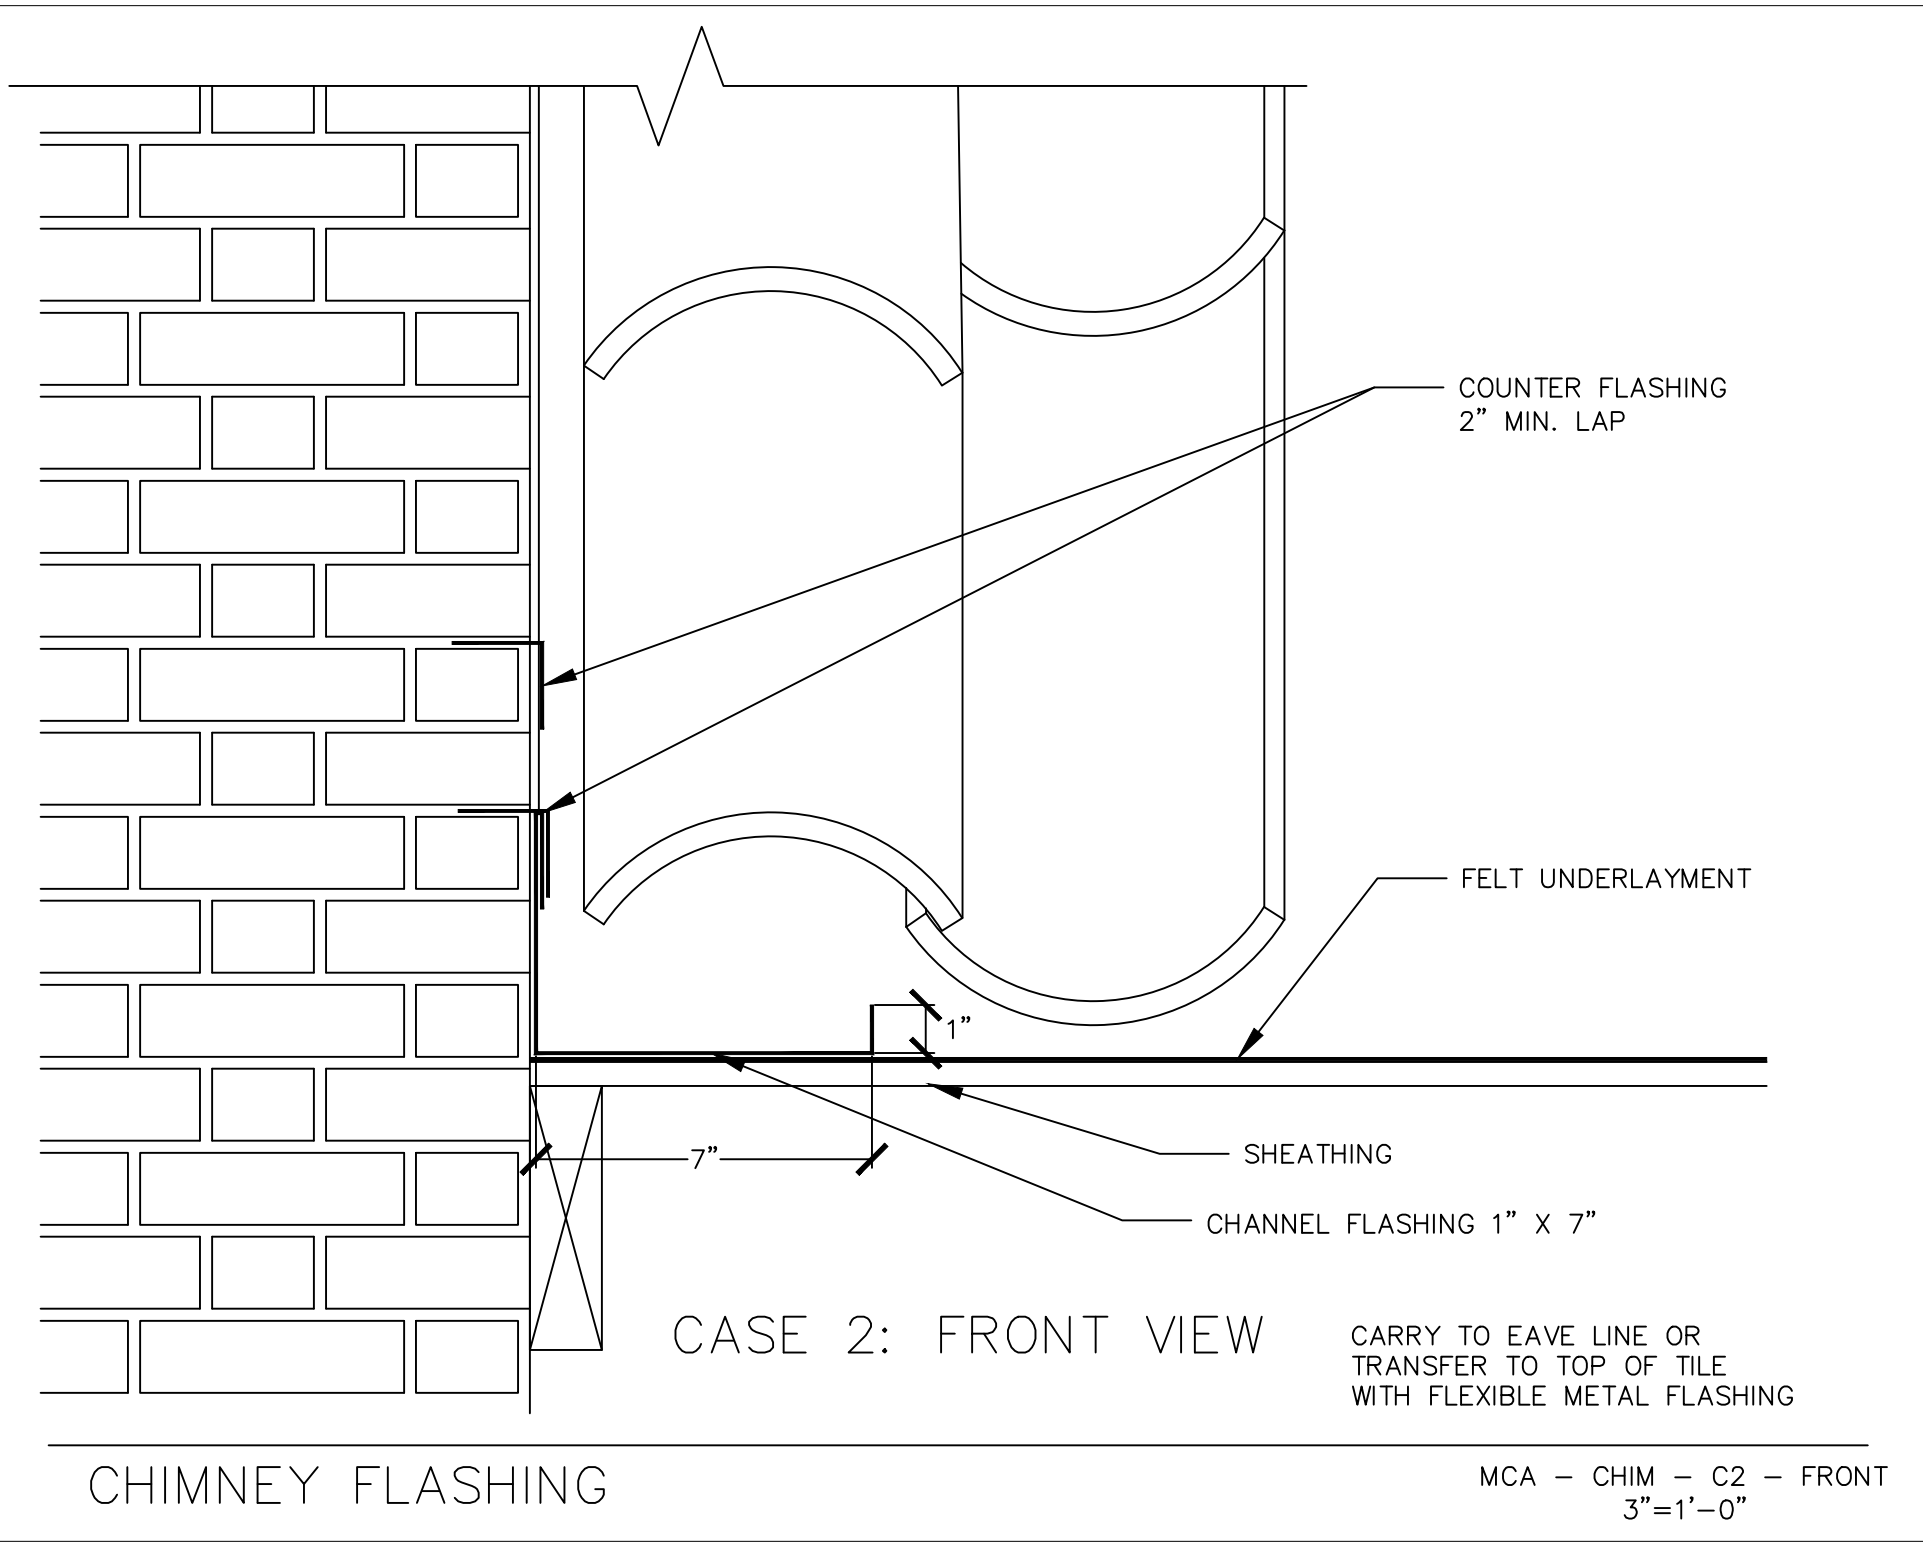 COUNTER FLASHING
2" MIN. LAP
FELT UNDERLAYMENT
1"
7"
SHEATHING
CHANNEL FLASHING 1" X 7"
CASE 2: FRONT VIEW
CARRY TO EAVE LINE OR
TRANSFER TO TOP OF TILE
WITH FLEXIBLE METAL FLASHING
CHIMNEY FLASHING
MCA - CHIM - C2 - FRONT
3"=1'-0"